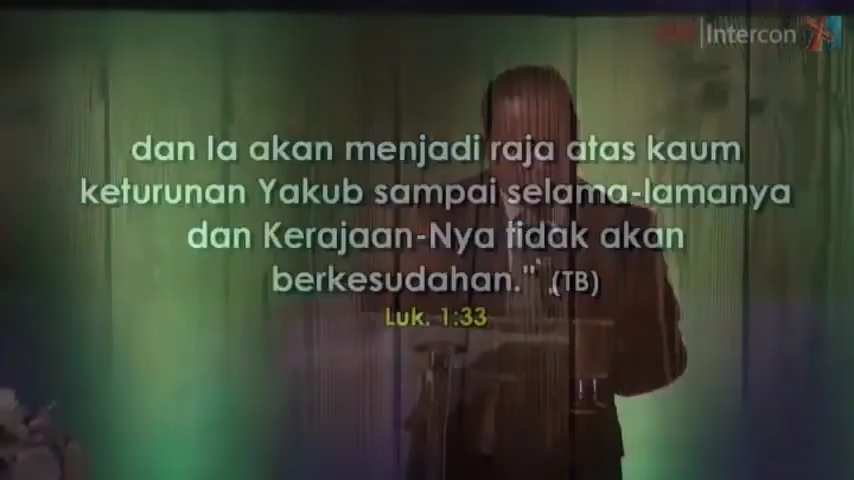 Intercon
dan Ia akan menjadi raja atas kaum
keturunan Yakub sampai selama-lamanya
dan Kerajaan-Nya tidak akan
berkesudahan." (TB)
Luk. 1:33